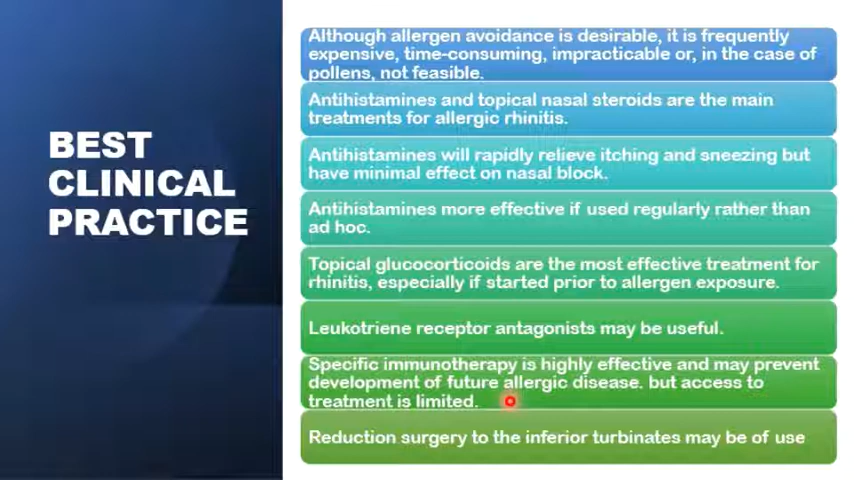 BEST
CLINICAL
PRACTICE
Although allergen avoidance is desirable, it is frequently
expensive, time-consuming, impracticable or, in the case of
pollens, not feasible.
Antihistamines and topical nasal steroids are the main
treatments for allergic rhinitis.
Antihistamines will rapidly relieve itching and sneezing but
have minimal effect on nasal block.
Antihistamines more effective if used regularly rather than
ad hoc.
Topical glucocorticoids are the most effective treatment for
rhinitis, especially if started prior to allergen exposure.
Leukotriene receptor antagonists may be useful.
Specific immunotherapy is highly effective and may prevent
development of future allergic disease. but access to
treatment is limited.
Reduction surgery to the inferior turbinates may be of use